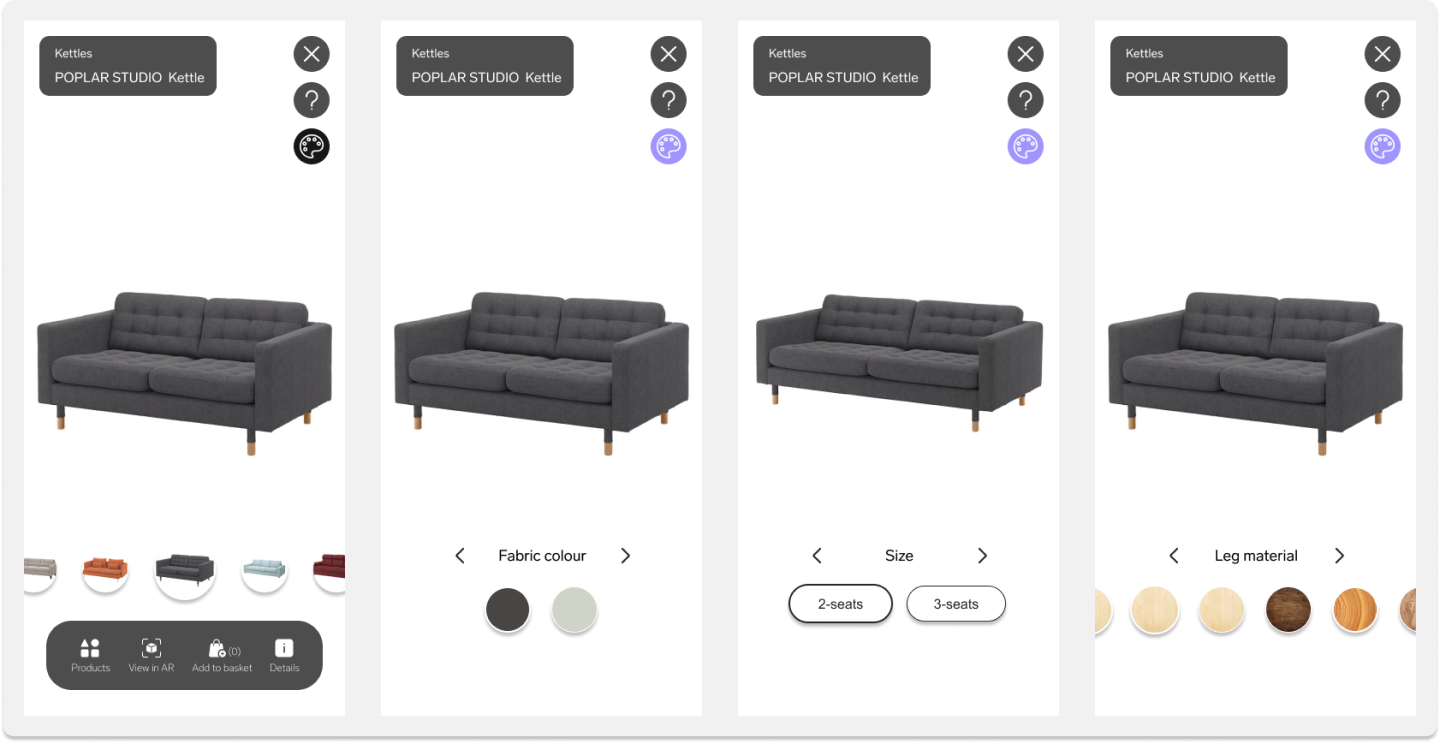 Kettles
POPLAR STUDIO Kettle
?
Products
View in AR
(0)
Add to basket
i
Details
Kettles
POPLAR STUDIO Kettle
?
Fabric colour
Kettles
POPLAR STUDIO Kettle
?
Size
2-seats
3-seats
Kettles
POPLAR STUDIO Kettle
?
Leg material